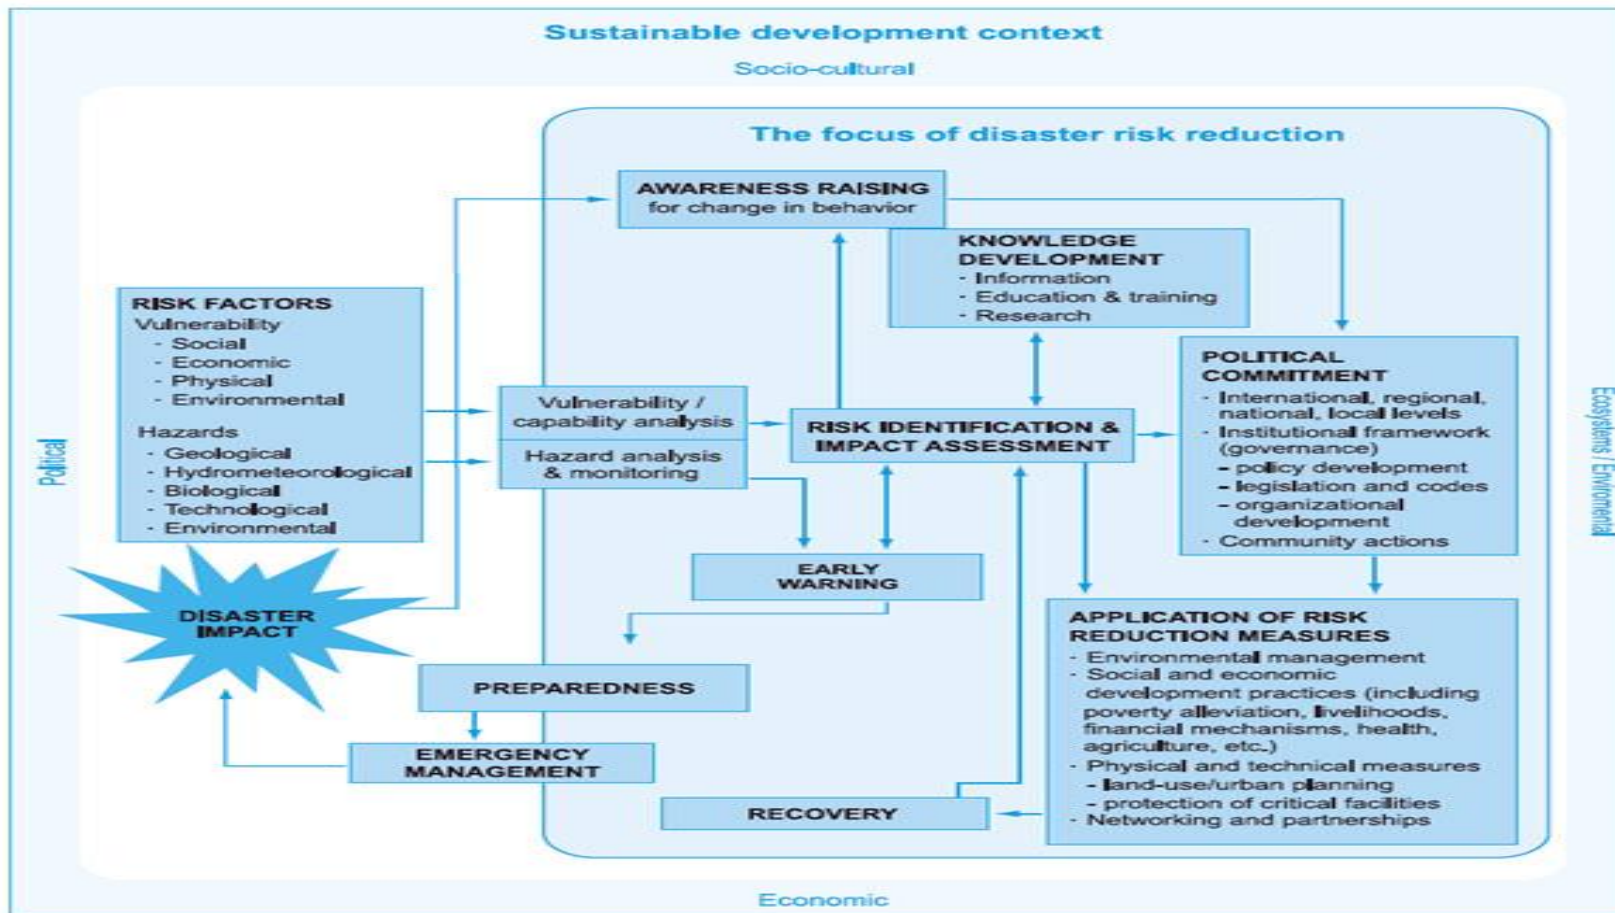 Sustainable development context
Socio-cultural
The focus of disaster risk reduction
AWARENESS RAISING
for change in behavior
KNOWLEDGE
DEVELOPMENT
· Information
· Education & training
· Research
RISK FACTORS
Vulnerability
- Social
- Economic
- Physical
- Environmental
Hazards
- Geological
- Hydrometeorological
- Biological
- Technological
- Environmental
Vulnerability /
capability analysis
Hazard analysis
& monitoring
RISK IDENTIFICATION &
IMPACT ASSESSMENT
POLITICAL
COMMITMENT
· International, regional,
national, local levels
· Institutional framework
(governance)
- policy development
- legislation and codes
- organizational
development
· Community actions
Political
Ecosystems / Enviromental
EARLY
WARNING
DISASTER
IMPACT
PREPAREDNESS
EMERGENCY
MANAGEMENT
RECOVERY
APPLICATION OF RISK
REDUCTION MEASURES
· Environmental management
· Social and economic
development practices (including
poverty alleviation, livelihoods,
financial mechanisms, health,
agriculture, etc.)
· Physical and technical measures
- land-use/urban planning
- protection of critical facilities
· Networking and partnerships
Economic